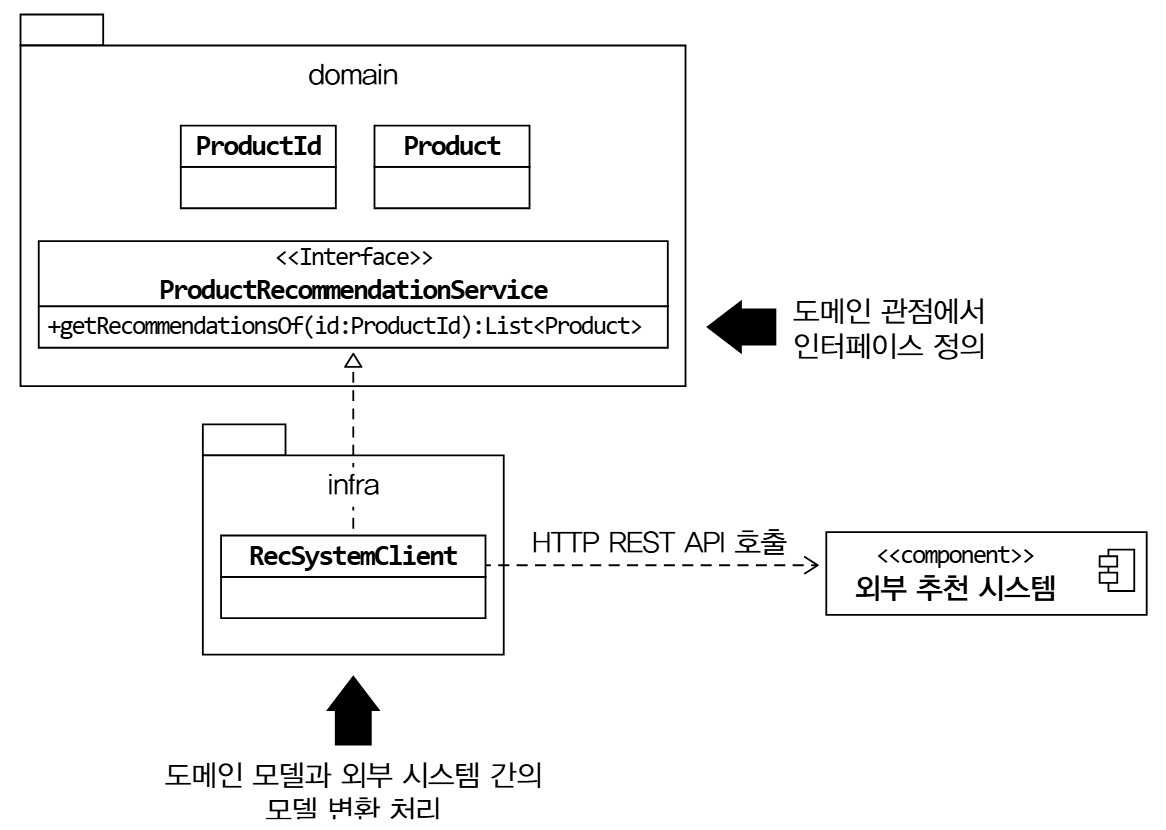 domain
ProductId
Product
<<Interface>>
ProductRecommendationService
+getRecommendationsOf(id:ProductId):List<Product>
도메인 관점에서
인터페이스 정의
infra
RecSystemClient
HTTP REST API 호출
<<component>>
외부 추천 시스템
도메인 모델과 외부 시스템 간의
모델 변환 처리